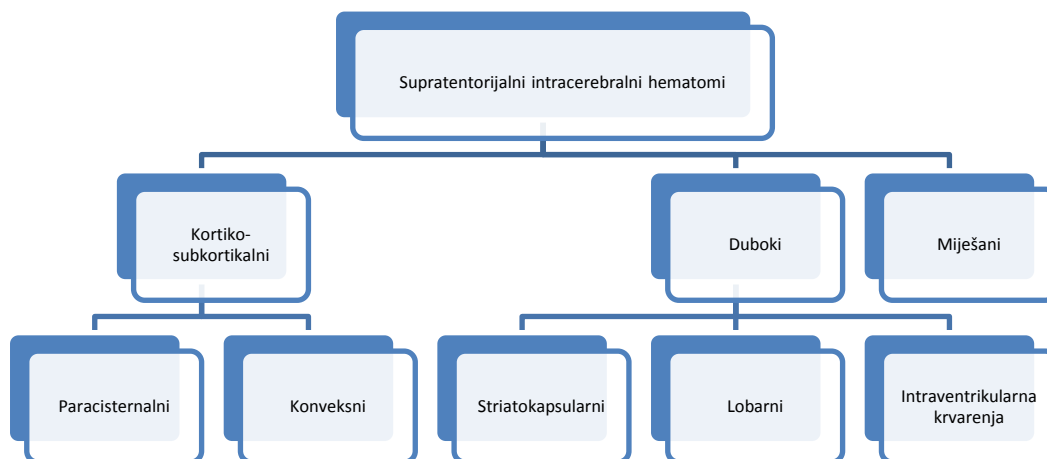 Supratentorijalni intracerebralni hematomi
Kortiko-
subkortikalni
Duboki
Miješani
Paracisternalni
Konveksni
Striatokapsularni
Lobarni
Intraventrikularna
krvarenja